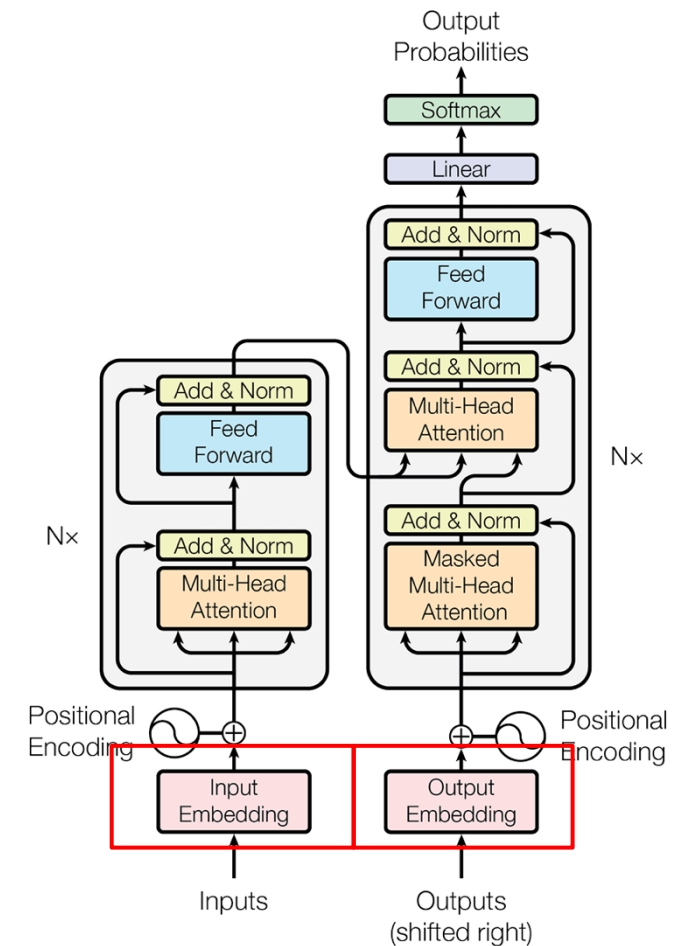 Output
Probabilities
Softmax
Linear
Add & Norm
Feed
Forward
Add & Norm
Multi-Head
Attention
Nx
Add & Norm
Masked
Multi-Head
Attention
Add & Norm
Feed
Forward
Nx
Add & Norm
Multi-Head
Attention
Positional
Encoding
Positional
Encoding
Input
Embedding
Output
Embedding
Inputs
Outputs
(shifted right)